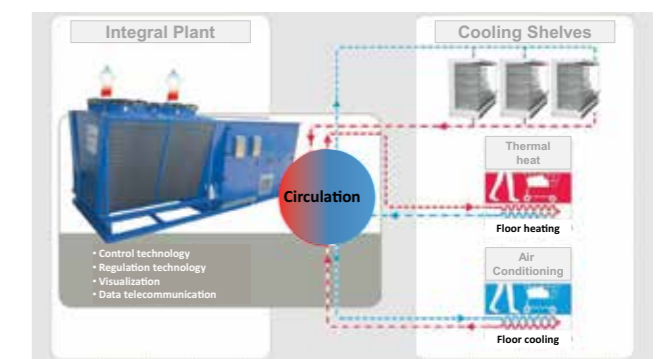 Integral Plant
Cooling Shelves
Thermal
heat
Circulation
Floor heating
• Control technology
• Regulation technology
• Visualization
• Data telecommunication
Air
Conditioning
Floor cooling